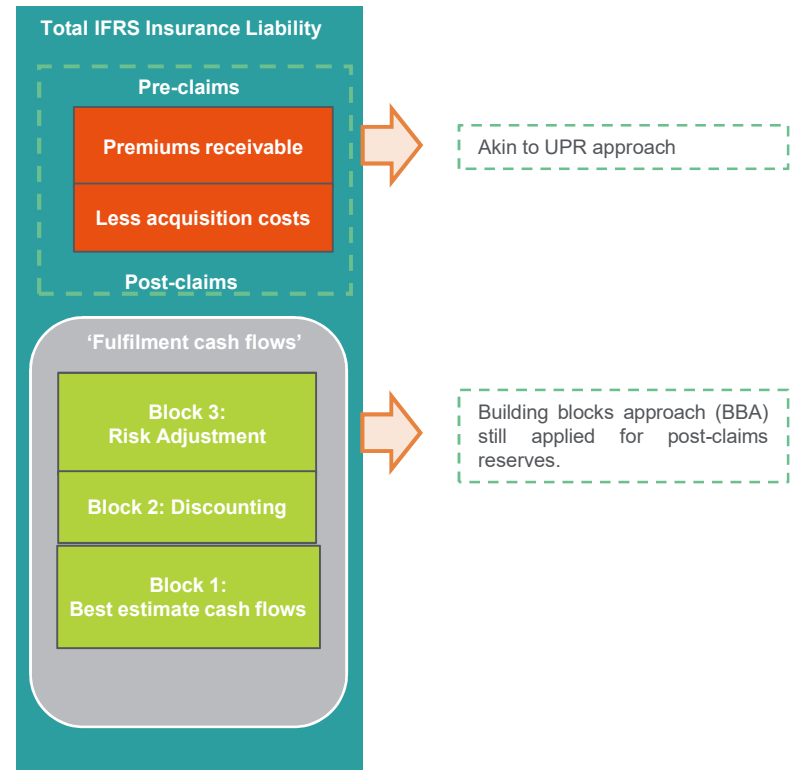 Total IFRS Insurance Liability
Pre-claims
Premiums receivable
Less acquisition costs
Akin to UPR approach
Post-claims
‘Fulfilment cash flows’
Block 3:
Risk Adjustment
Block 2: Discounting
Block 1:
Best estimate cash flows
Building blocks approach (BBA)
still applied for post-claims
reserves.